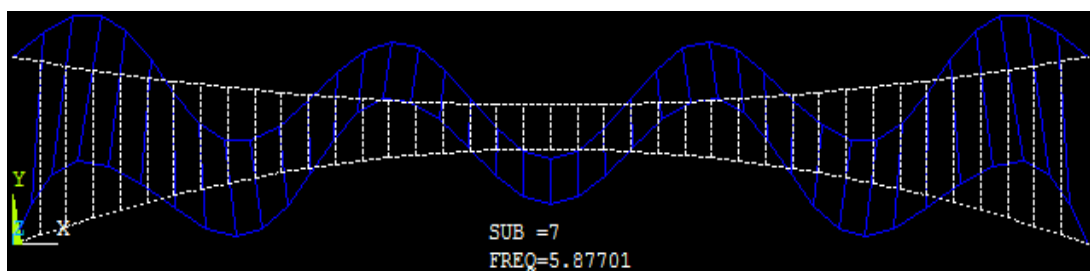 Y
Z X
SUB =7
FREQ=5.87701